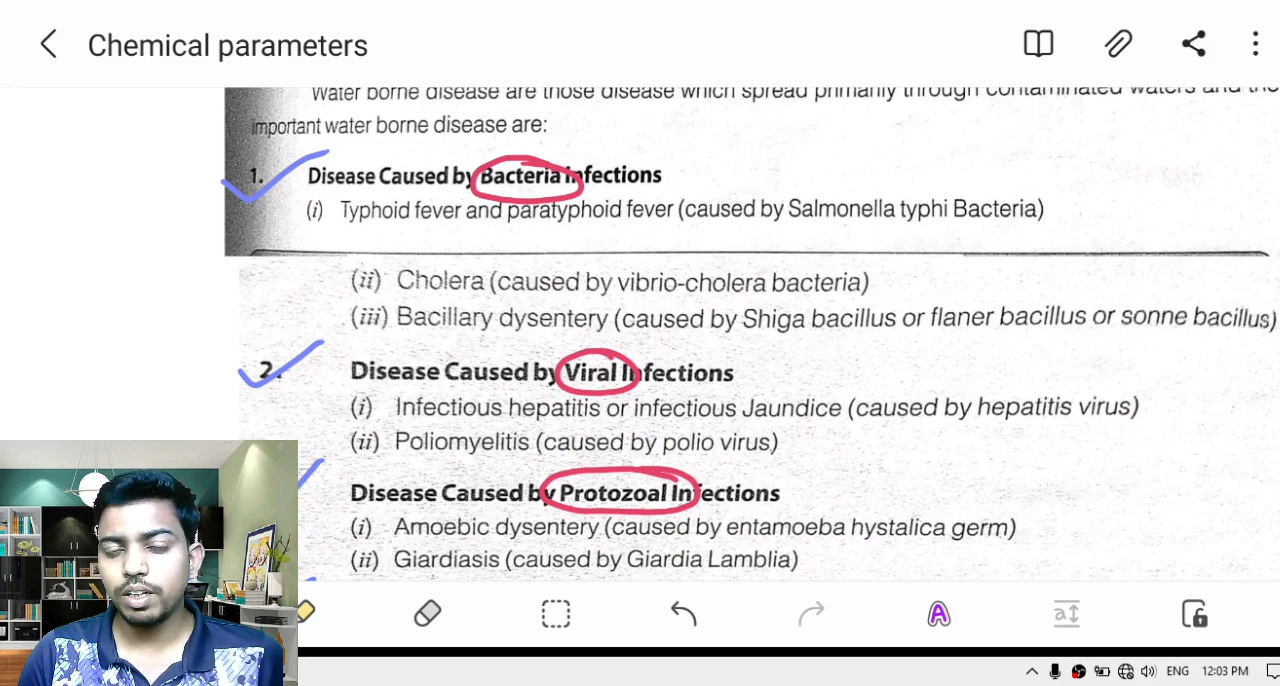 Chemical parameters
Water borne disease are those disease which spread primarily through contaminated waters and the
important water borne disease are:
1. Disease Caused by Bacteria Infections
(i) Typhoid fever and paratyphoid fever (caused by Salmonella typhi Bacteria)
(ii) Cholera (caused by vibrio-cholera bacteria)
(iii) Bacillary dysentery (caused by Shiga bacillus or flaner bacillus or sonne bacillus)
2. Disease Caused by Viral Infections
(i) Infectious hepatitis or infectious Jaundice (caused by hepatitis virus)
(ii) Poliomyelitis (caused by polio virus)
Disease Caused by Protozoal Infections
(i) Amoebic dysentery (caused by entamoeba hystalica germ)
(ii) Giardiasis (caused by Giardia Lamblia)
A a
ENG 12:03 PM